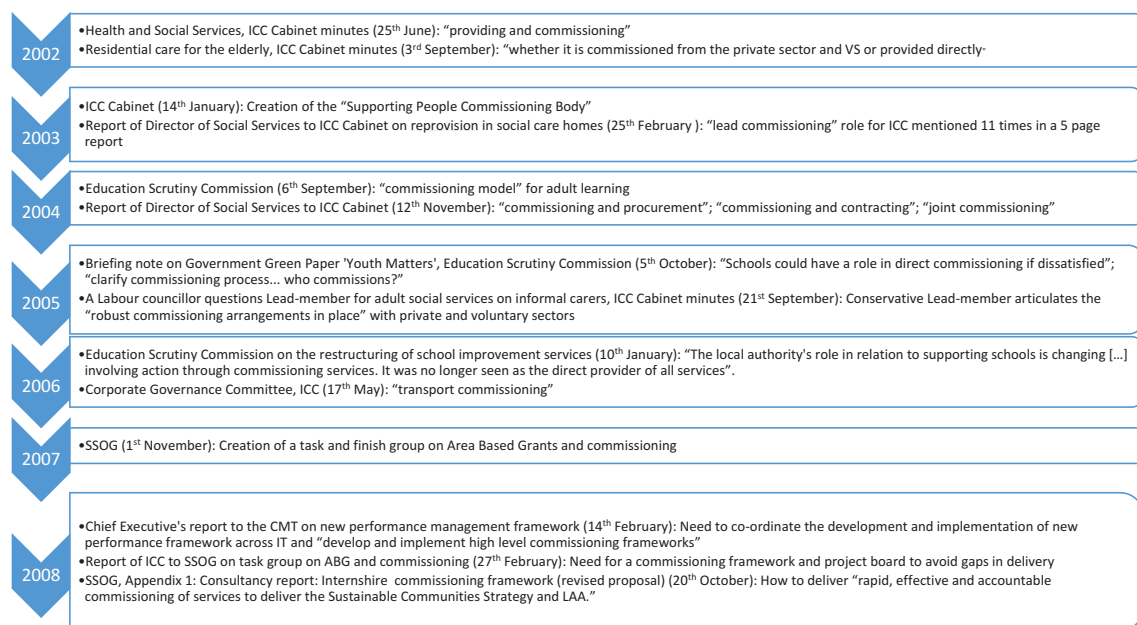 2002
•Health and Social Services, ICC Cabinet minutes (25th June): “providing and commissioning”
•Residential care for the elderly, ICC Cabinet minutes (3rd September): “whether it is commissioned from the private sector and VS or provided directly-
2003
•ICC Cabinet (14th January): Creation of the “Supporting People Commissioning Body”
•Report of Director of Social Services to ICC Cabinet on reprovision in social care homes (25th February ): “lead commissioning” role for ICC mentioned 11 times in a 5 page
report
2004
•Education Scrutiny Commission (6th September): “commissioning model” for adult learning
•Report of Director of Social Services to ICC Cabinet (12th November): “commissioning and procurement”; “commissioning and contracting”; “joint commissioning”
2005
•Briefing note on Government Green Paper 'Youth Matters', Education Scrutiny Commission (5th October): “Schools could have a role in direct commissioning if dissatisfied”;
“clarify commissioning process... who commissions?”
•A Labour councillor questions Lead-member for adult social services on informal carers, ICC Cabinet minutes (21st September): Conservative Lead-member articulates the
“robust commissioning arrangements in place” with private and voluntary sectors
2006
•Education Scrutiny Commission on the restructuring of school improvement services (10th January): “The local authority's role in relation to supporting schools is changing […]
involving action through commissioning services. It was no longer seen as the direct provider of all services”.
•Corporate Governance Committee, ICC (17th May): “transport commissioning”
2007
•SSOG (1st November): Creation of a task and finish group on Area Based Grants and commissioning
2008
•Chief Executive's report to the CMT on new performance management framework (14th February): Need to co-ordinate the development and implementation of new
performance framework across IT and “develop and implement high level commissioning frameworks”
•Report of ICC to SSOG on task group on ABG and commissioning (27th February): Need for a commissioning framework and project board to avoid gaps in delivery
•SSOG, Appendix 1: Consultancy report: Internshire commissioning framework (revised proposal) (20th October): How to deliver “rapid, effective and accountable
commissioning of services to deliver the Sustainable Communities Strategy and LAA.”